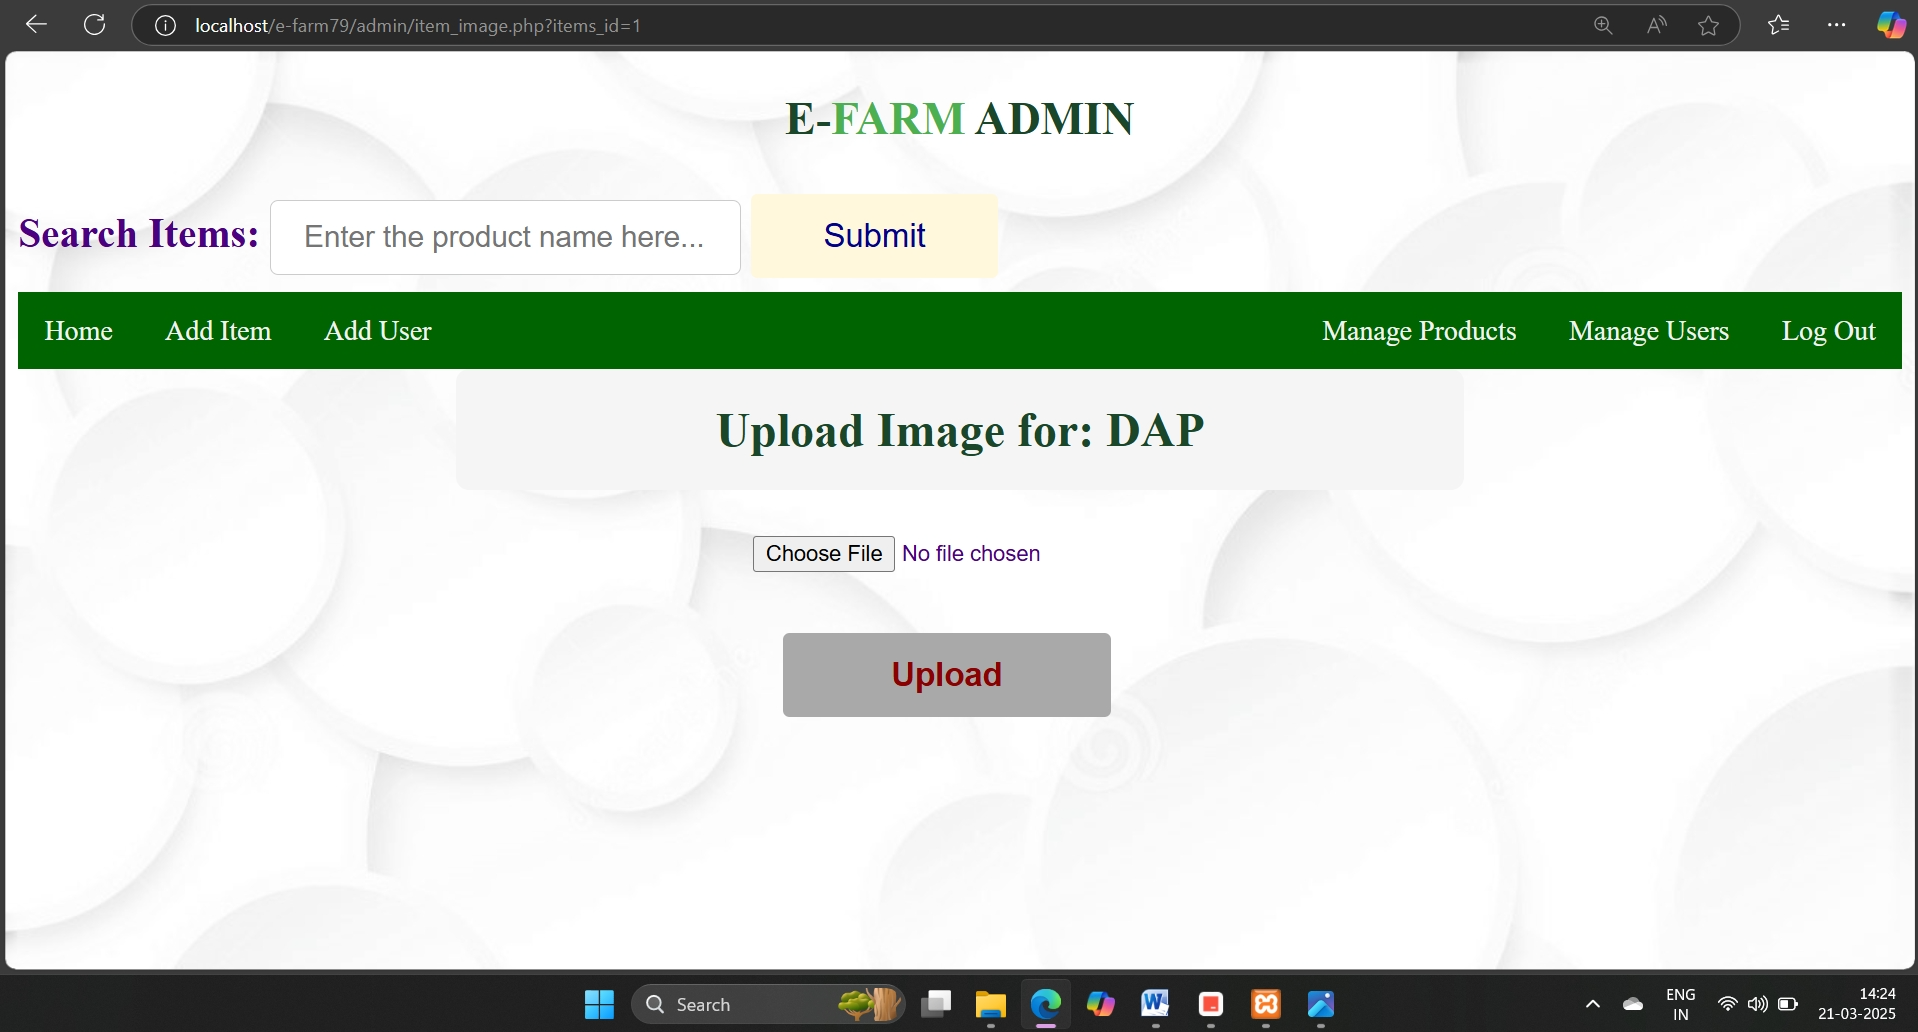 localhost/e-farm79/admin/item_image.php?items_id=1
E-FARM ADMIN
Search Items: Enter the product name here... Submit
Home Add Item Add User Manage Products Manage Users Log Out
Upload Image for: DAP
Choose File No file chosen
Upload
Search ENG 14:24
IN 21-03-2025